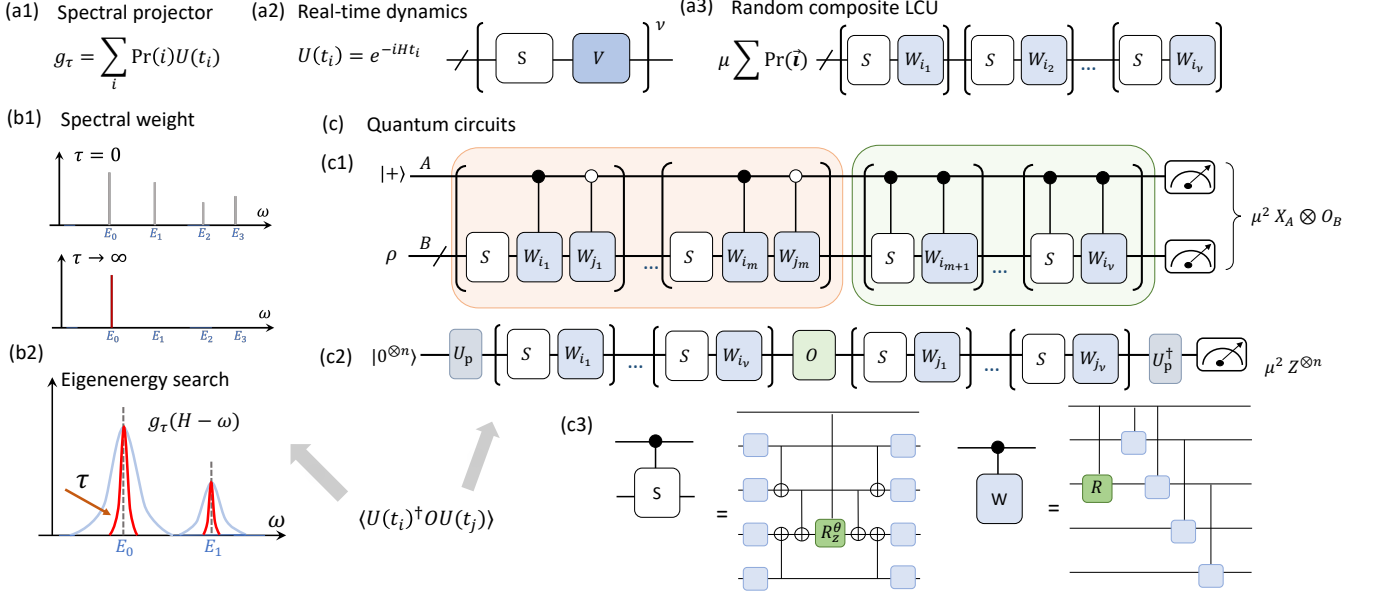 (a1) Spectral projector
g_τ = ∑_i Pr(i)U(t_i)
(a2) Real-time dynamics
U(t_i) = e^{-iHt_i}
S V ν
(a3) Random composite LCU
μ ∑ Pr(i⃗) S W_{i_1} S W_{i_2} ... S W_{i_ν}
(b1) Spectral weight
τ = 0
ω
E_0 E_1 E_2 E_3
τ → ∞
ω
E_0 E_1 E_2 E_3
(b2)
Eigenenergy search
g_τ(H − ω)
τ
ω
E_0 E_1
(c) Quantum circuits
(c1)
|+⟩ A
ρ B S W_{i_1} W_{j_1} ... S W_{i_m} W_{j_m} S W_{i_{m+1}} ... S W_{i_ν}
μ² X_A ⊗ O_B
(c2) |0^{⊗n}⟩ U_p S W_{i_1} ... S W_{i_ν} O S W_{j_1} ... S W_{j_ν} U_p^† μ² Z^{⊗n}
⟨U(t_i)^†OU(t_j)⟩
(c3)
S = R_z^θ
W = R